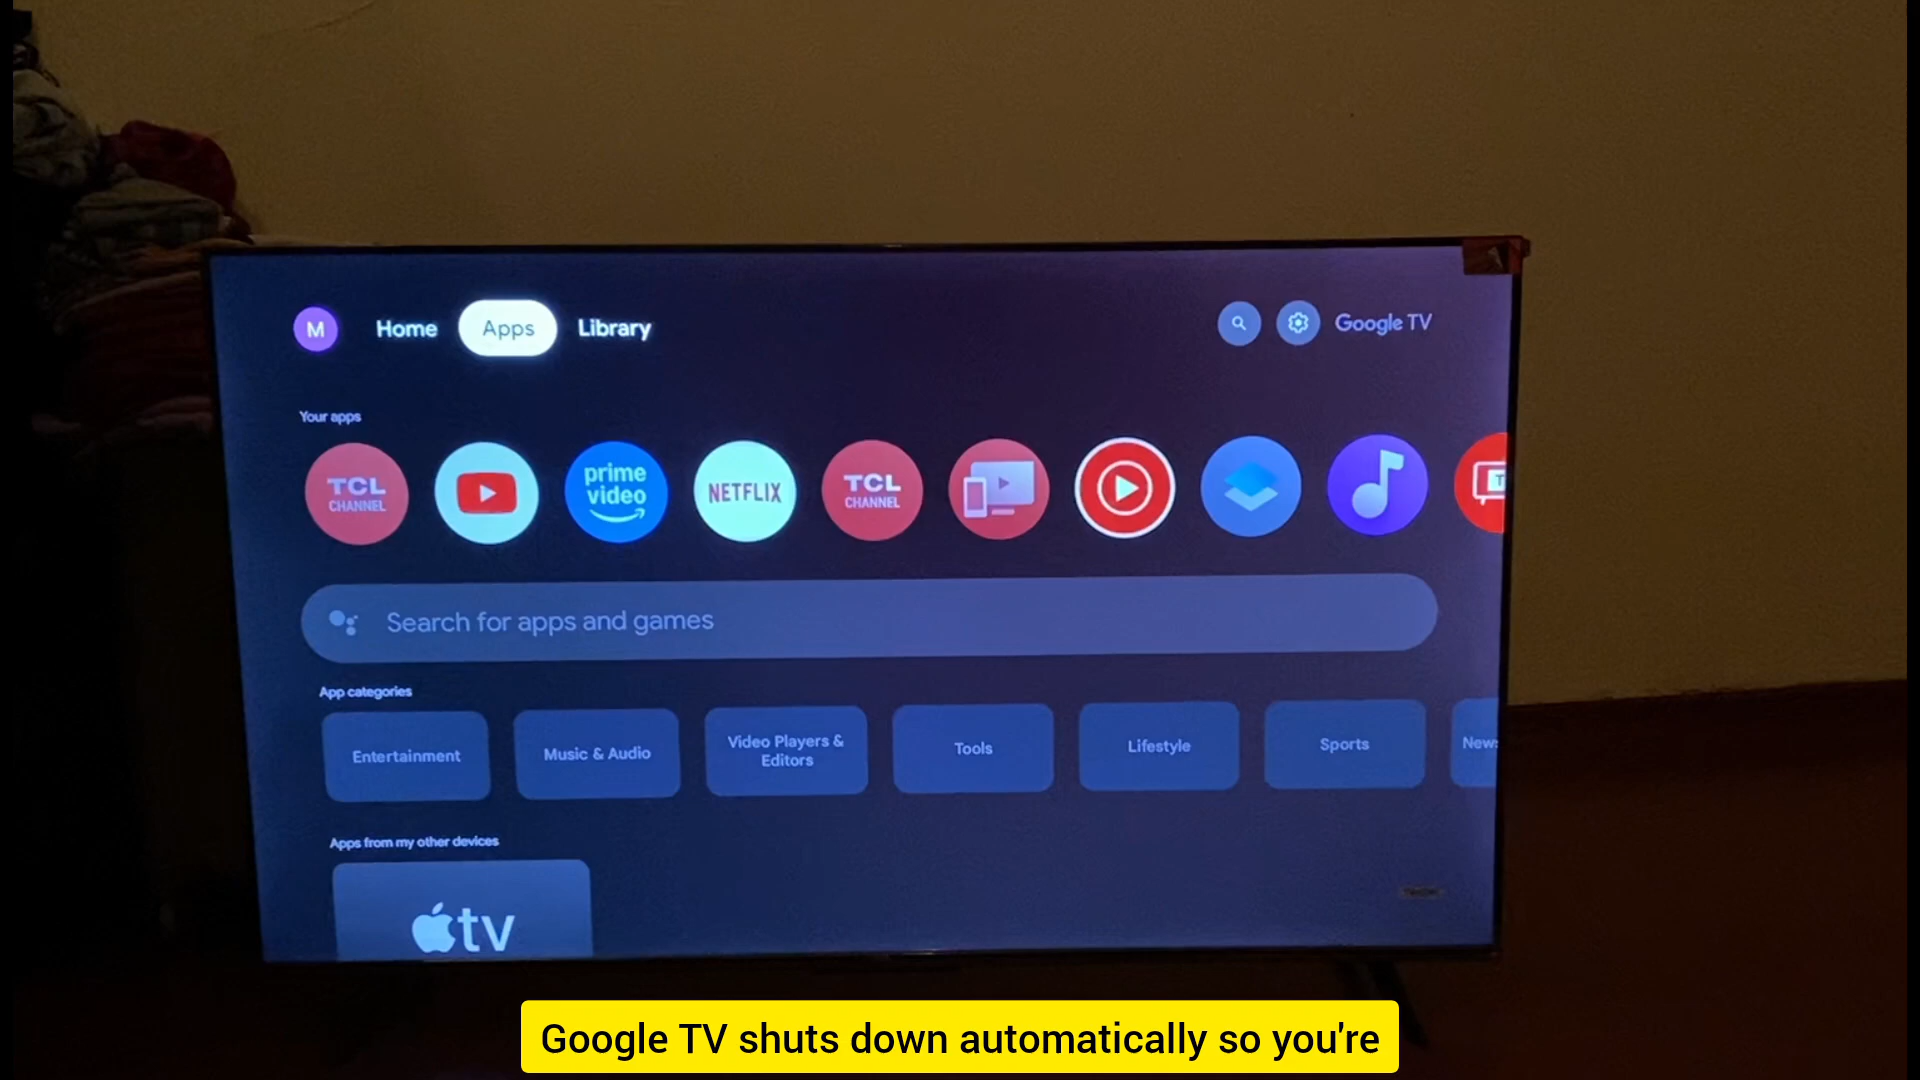 M Home Apps Library Google TV
Your apps
TCL CHANNEL
prime video
NETFLIX
TCL CHANNEL
T
Search for apps and games
App categories
Entertainment
Music & Audio
Video Players & Editors
Tools
Lifestyle
Sports
News
Apps from my other devices
tv
Google TV shuts down automatically so you're